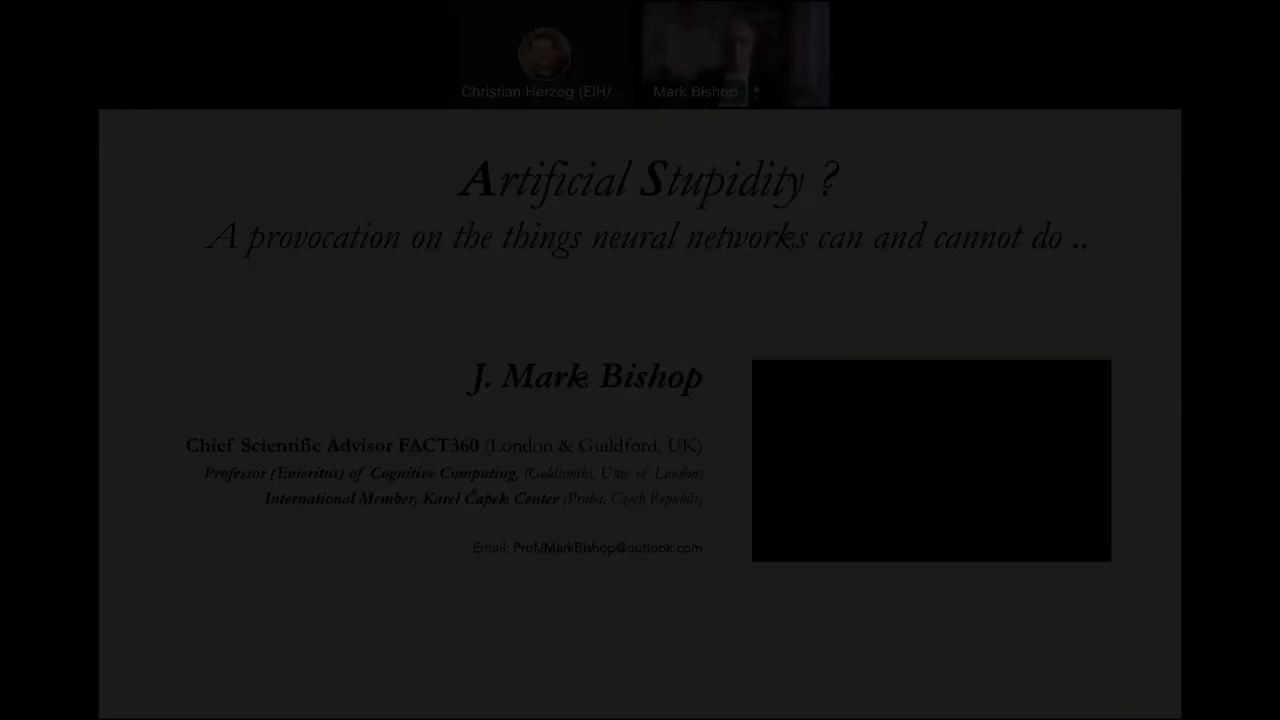 Christian Herzog (EIH/...
Mark Bishop
Artificial Stupidity ?
A provocation on the things neural networks can and cannot do ..
J. Mark Bishop
Chief Scientific Advisor FACT360 (London & Guildford, UK)
Professor (Emeritus) of Cognitive Computing, (Goldsmiths, Univ. of London)
International Member, Karel Čapek Center (Praha, Czech Republic)
Email: ProfJMarkBishop@outlook.com